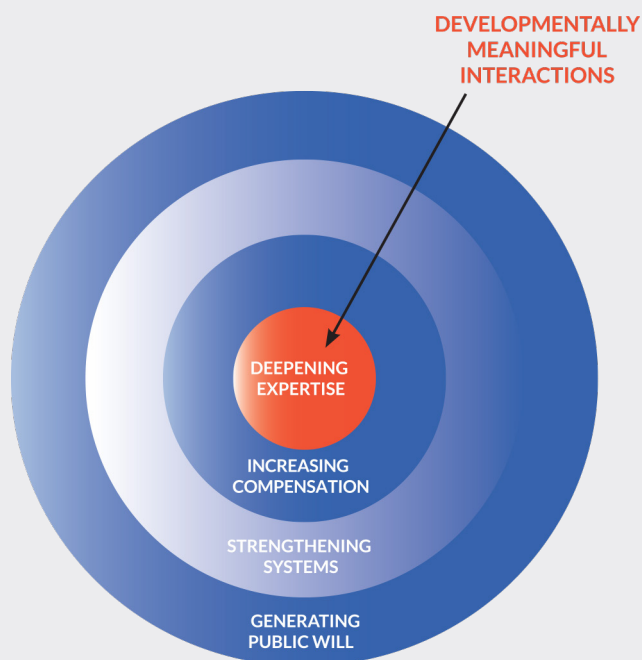 DEVELOPMENTALLY
MEANINGFUL
INTERACTIONS
DEEPENING
EXPERTISE
INCREASING
COMPENSATION
STRENGTHENING
SYSTEMS
GENERATING
PUBLIC WILL